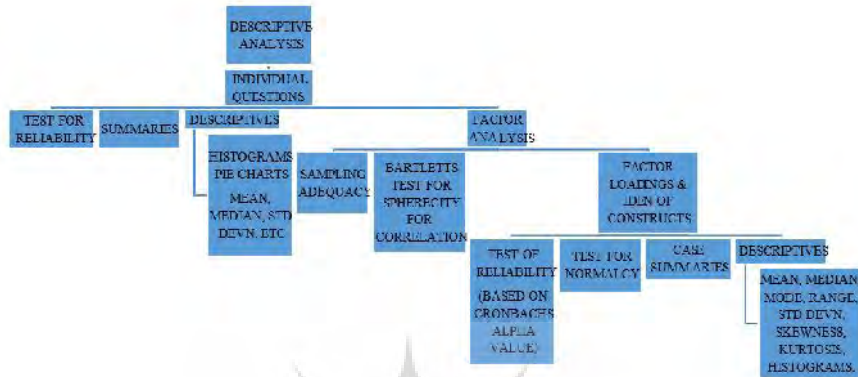 DESCRIPTIVE
ANALYSIS
INDIVIDUAL
QUESTIONS
TEST FOR
RELIABILITY
SUMMARIES
DESCRIPTIVES
HISTOGRAMS
PIE CHARTS
MEAN,
MEDIAN, STD
DEVN, ETC
FACTOR
ANALYSIS
SAMPLING
ADEQUACY
BARTLETTS
TEST FOR
SPHERECITY
FOR
CORRELATION
FACTOR
LOADINGS &
IDEN OF
CONSTRUCTS
TEST OF
RELIABILITY
(BASED ON
CRONBACHS
ALPHA
VALUE)
TEST FOR
NORMALCY
CASE
SUMMARIES
DESCRIPTIVES
MEAN, MEDIAN
MODE, RANGE,
STD DEVN,
SKEWNESS,
KURTOSIS,
HISTOGRAMS,